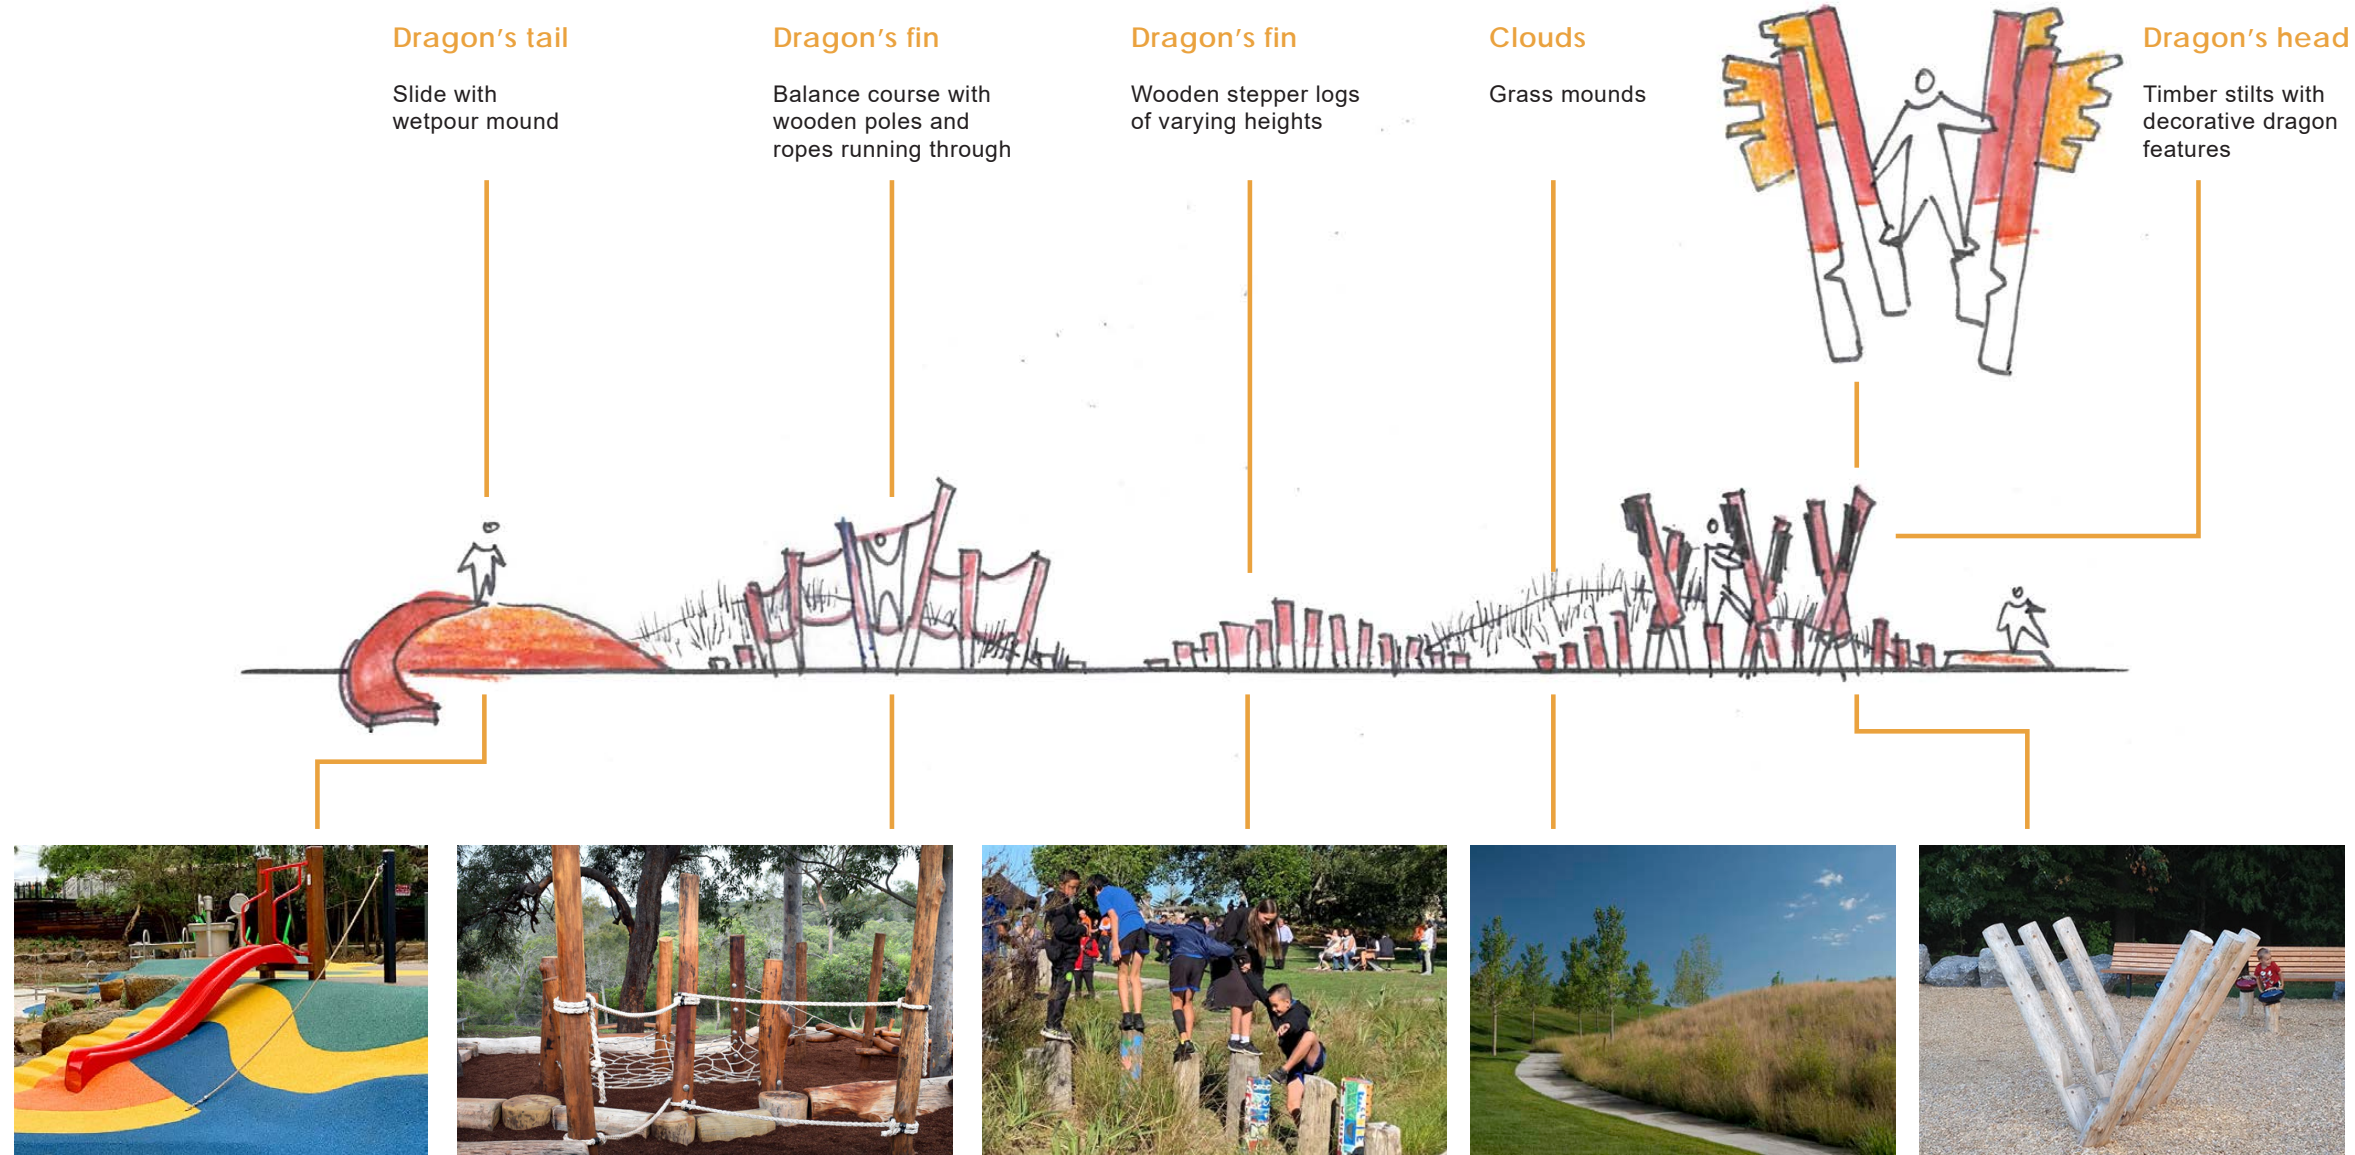 Dragon's tail
Slide with
wetpour mound
Dragon's fin
Balance course with
wooden poles and
ropes running through
Dragon's fin
Wooden stepper logs
of varying heights
Clouds
Grass mounds
Dragon's head
Timber stilts with
decorative dragon
features